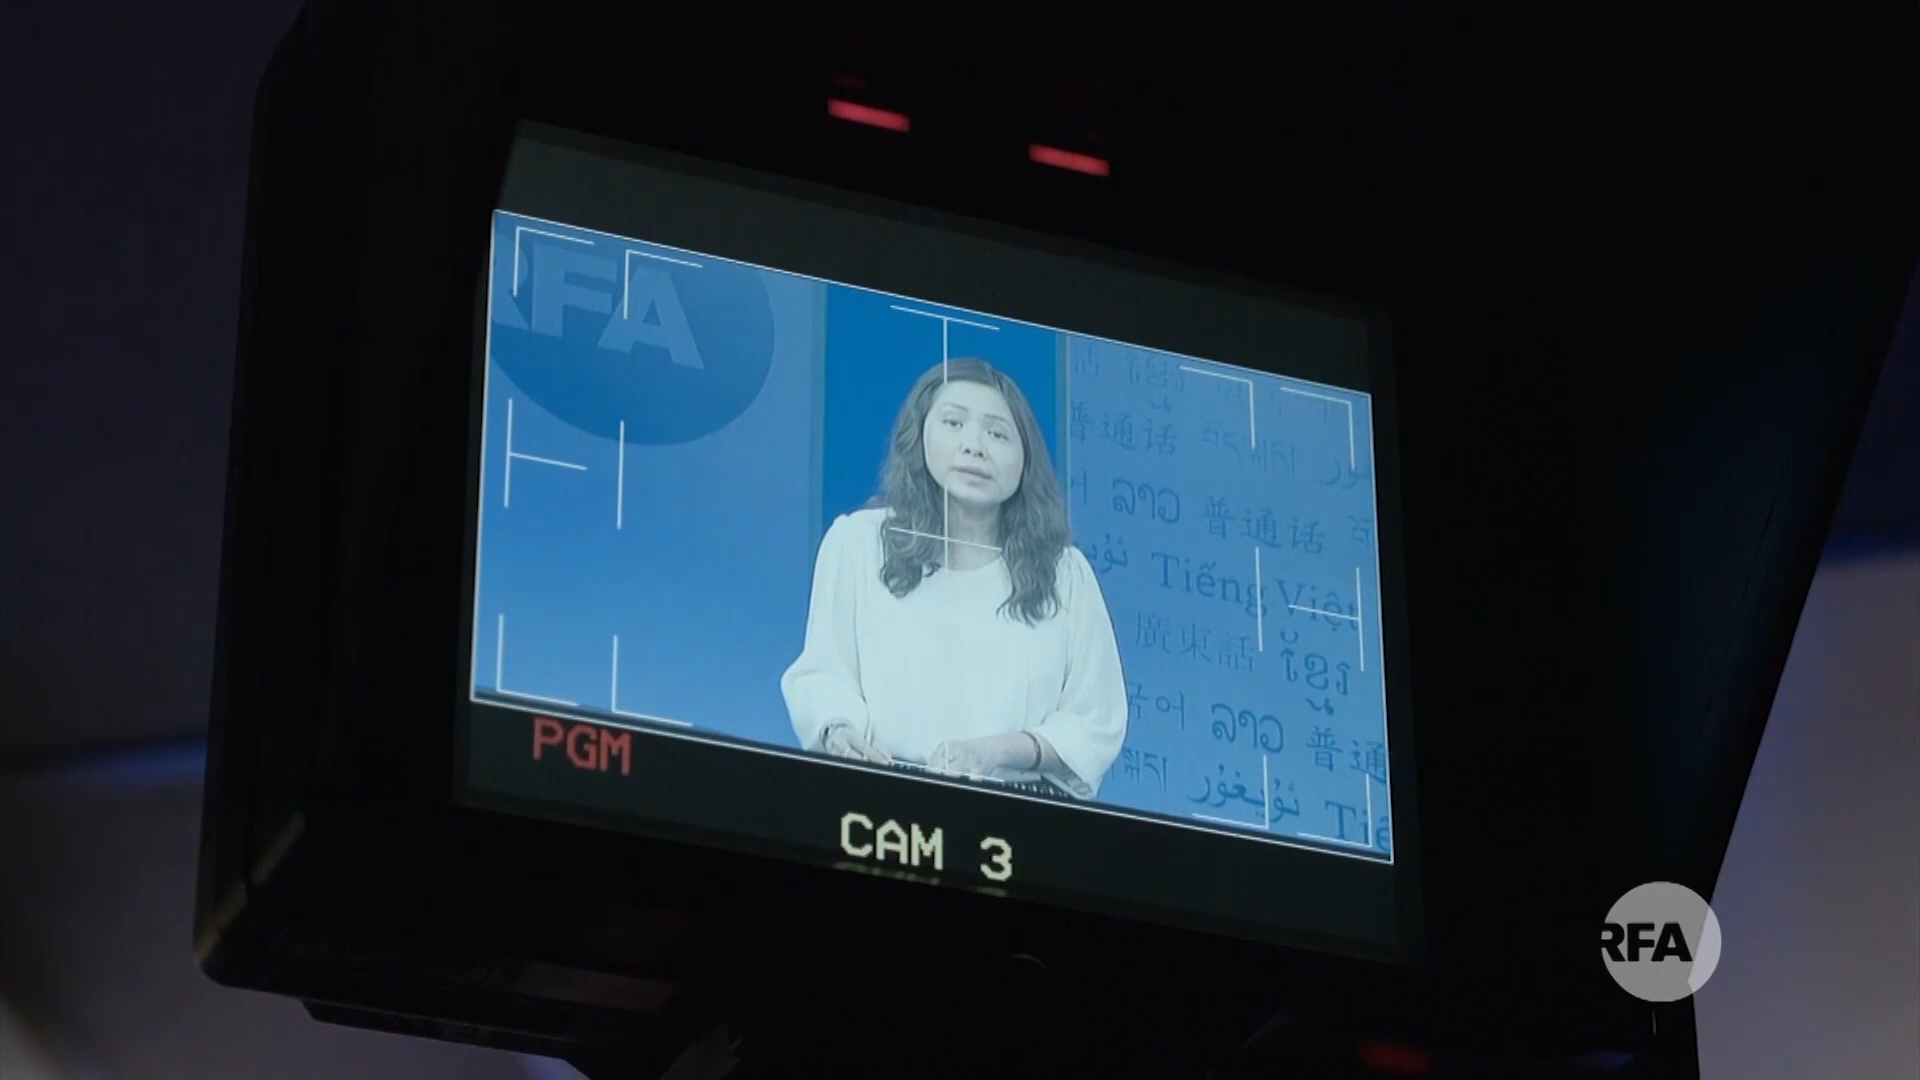 RFA
普通话
ລາວ 普通话
Tiếng Việt
廣東話 ខ្មែរ
ລາວ 普通
ئۇيغۇر Tiế
PGM
CAM 3
RFA